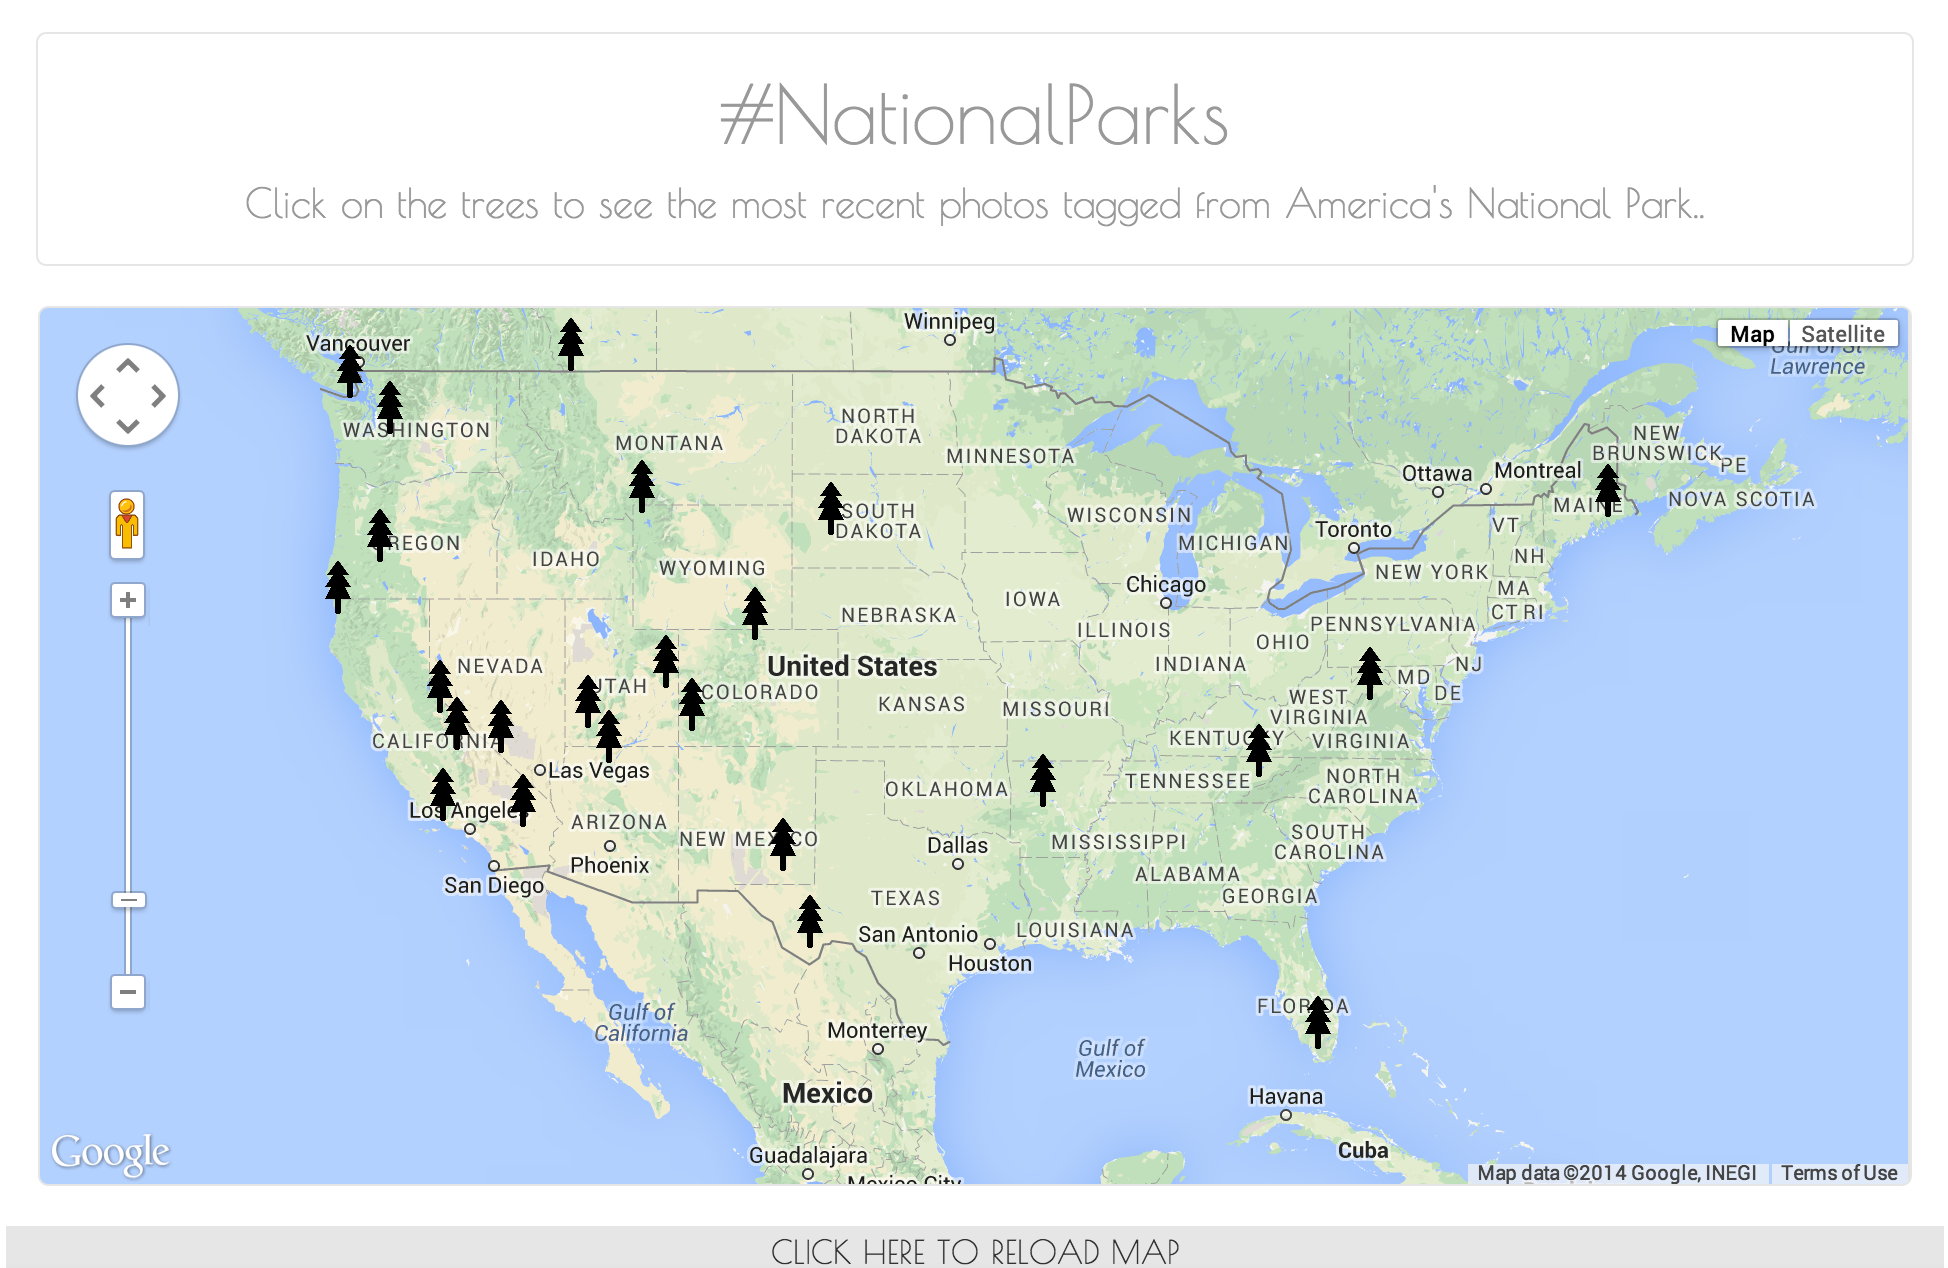 #NationalParks
Click on the trees to see the most recent photos tagged from America's National Park..
Winnipeg
Map Satellite
Vancouver
Gulf of St
Lawrence
NORTH
DAKOTA
WASHINGTON
MONTANA
MINNESOTA
NEW
BRUNSWICK
PE
Ottawa
Montreal
MAINE
NOVA SCOTIA
SOUTH
DAKOTA
WISCONSIN
MICHIGAN
Toronto
VT
OREGON
IDAHO
WYOMING
NH
NEW YORK
Chicago
MA
IOWA
CT RI
NEBRASKA
ILLINOIS
PENNSYLVANIA
OHIO
NEVADA
United States
INDIANA
NJ
MD
UTAH
COLORADO
DE
KANSAS
MISSOURI
WEST
VIRGINIA
CALIFORNIA
KENTUCKY
VIRGINIA
Las Vegas
OKLAHOMA
TENNESSEE
NORTH
CAROLINA
Los Angeles
ARIZONA
NEW MEXICO
Dallas
MISSISSIPPI
SOUTH
CAROLINA
Phoenix
San Diego
ALABAMA
TEXAS
GEORGIA
San Antonio
LOUISIANA
Houston
FLORIDA
Gulf of
California
Monterrey
Gulf of
Mexico
Mexico
Havana
Google
Guadalajara
Cuba
Mexico City
Map data ©2014 Google, INEGI Terms of Use
CLICK HERE TO RELOAD MAP